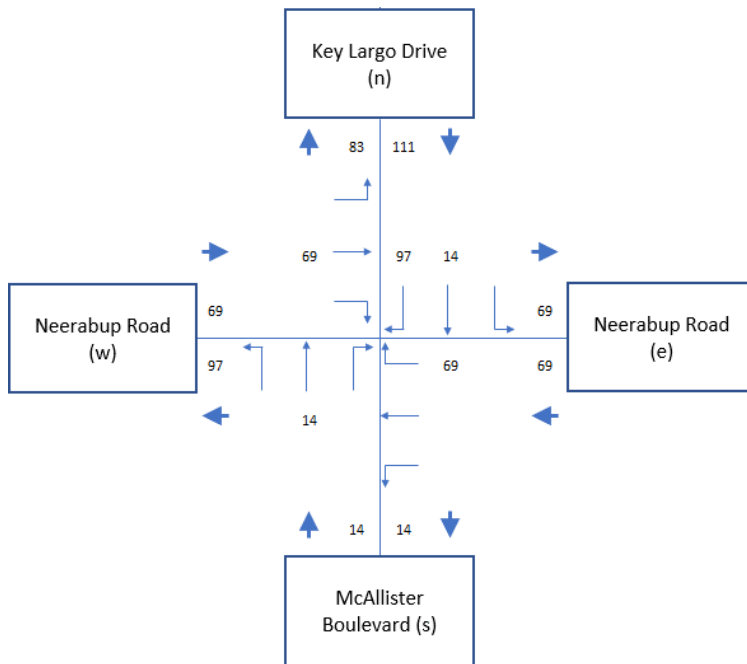 Key Largo Drive
(n)
83 111
69 97 14
69 69
Neerabup Road
(w)
Neerabup Road
(e)
97 69 69
14
14 14
McAllister
Boulevard (s)